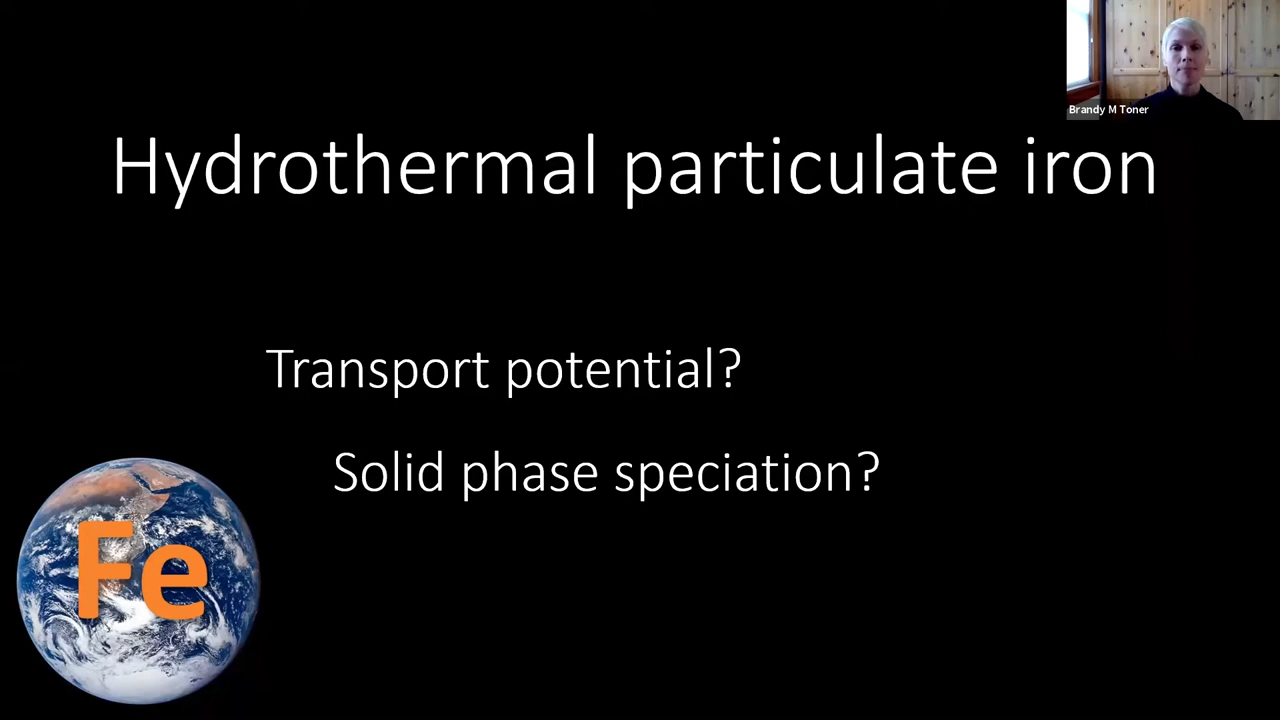 Brandy M Toner
Hydrothermal particulate iron
Transport potential?
Solid phase speciation?
Fe